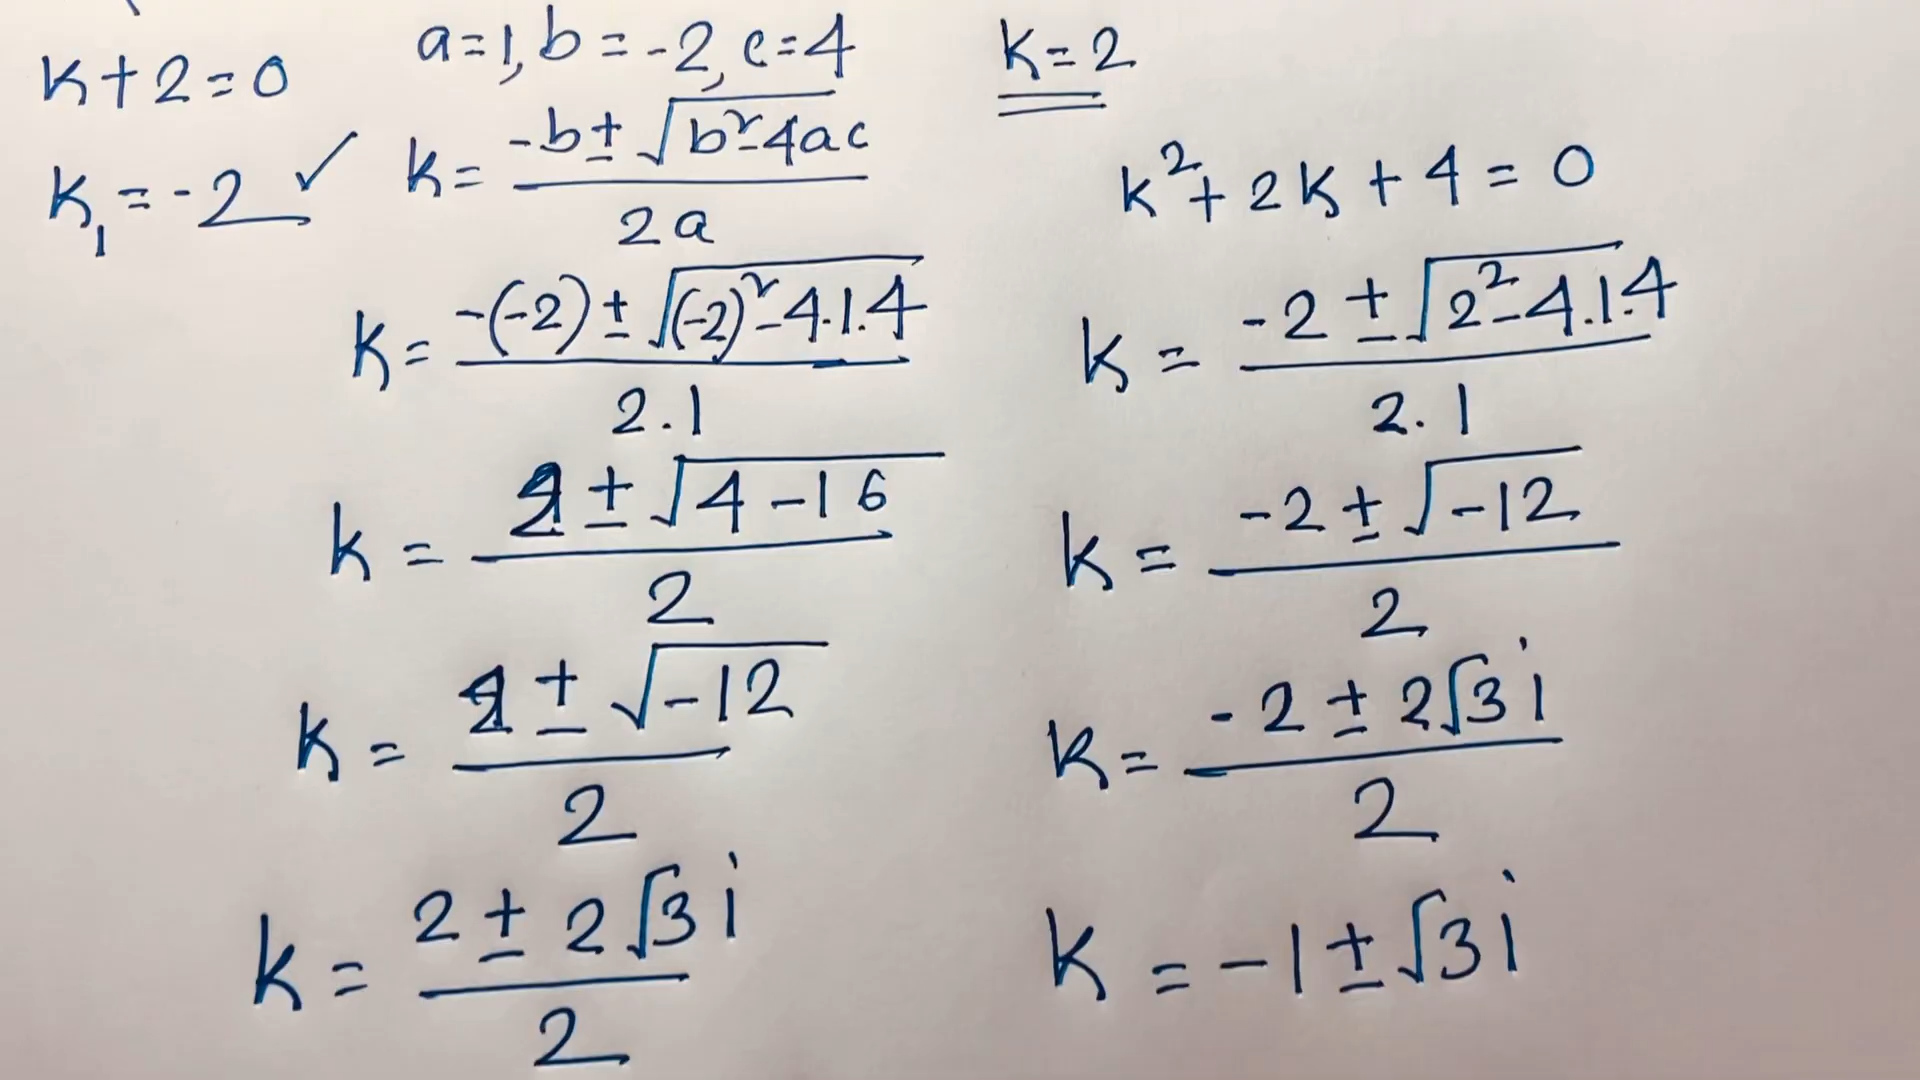 k+2=0
k₁=-2 ✓
a=1, b=-2, c=4
k= (-b±√(b²-4ac))/(2a)
k= (-(-2)±√((-2)²-4.1.4))/(2.1)
k= (2±√(4-16))/2
k= (2±√(-12))/2
k= (2±2√3 i)/2
k=2
k²+2k+4=0
k= (-2±√(2²-4.1.4))/(2.1)
k= (-2±√(-12))/2
k= (-2±2√3 i)/2
k=-1±√3 i